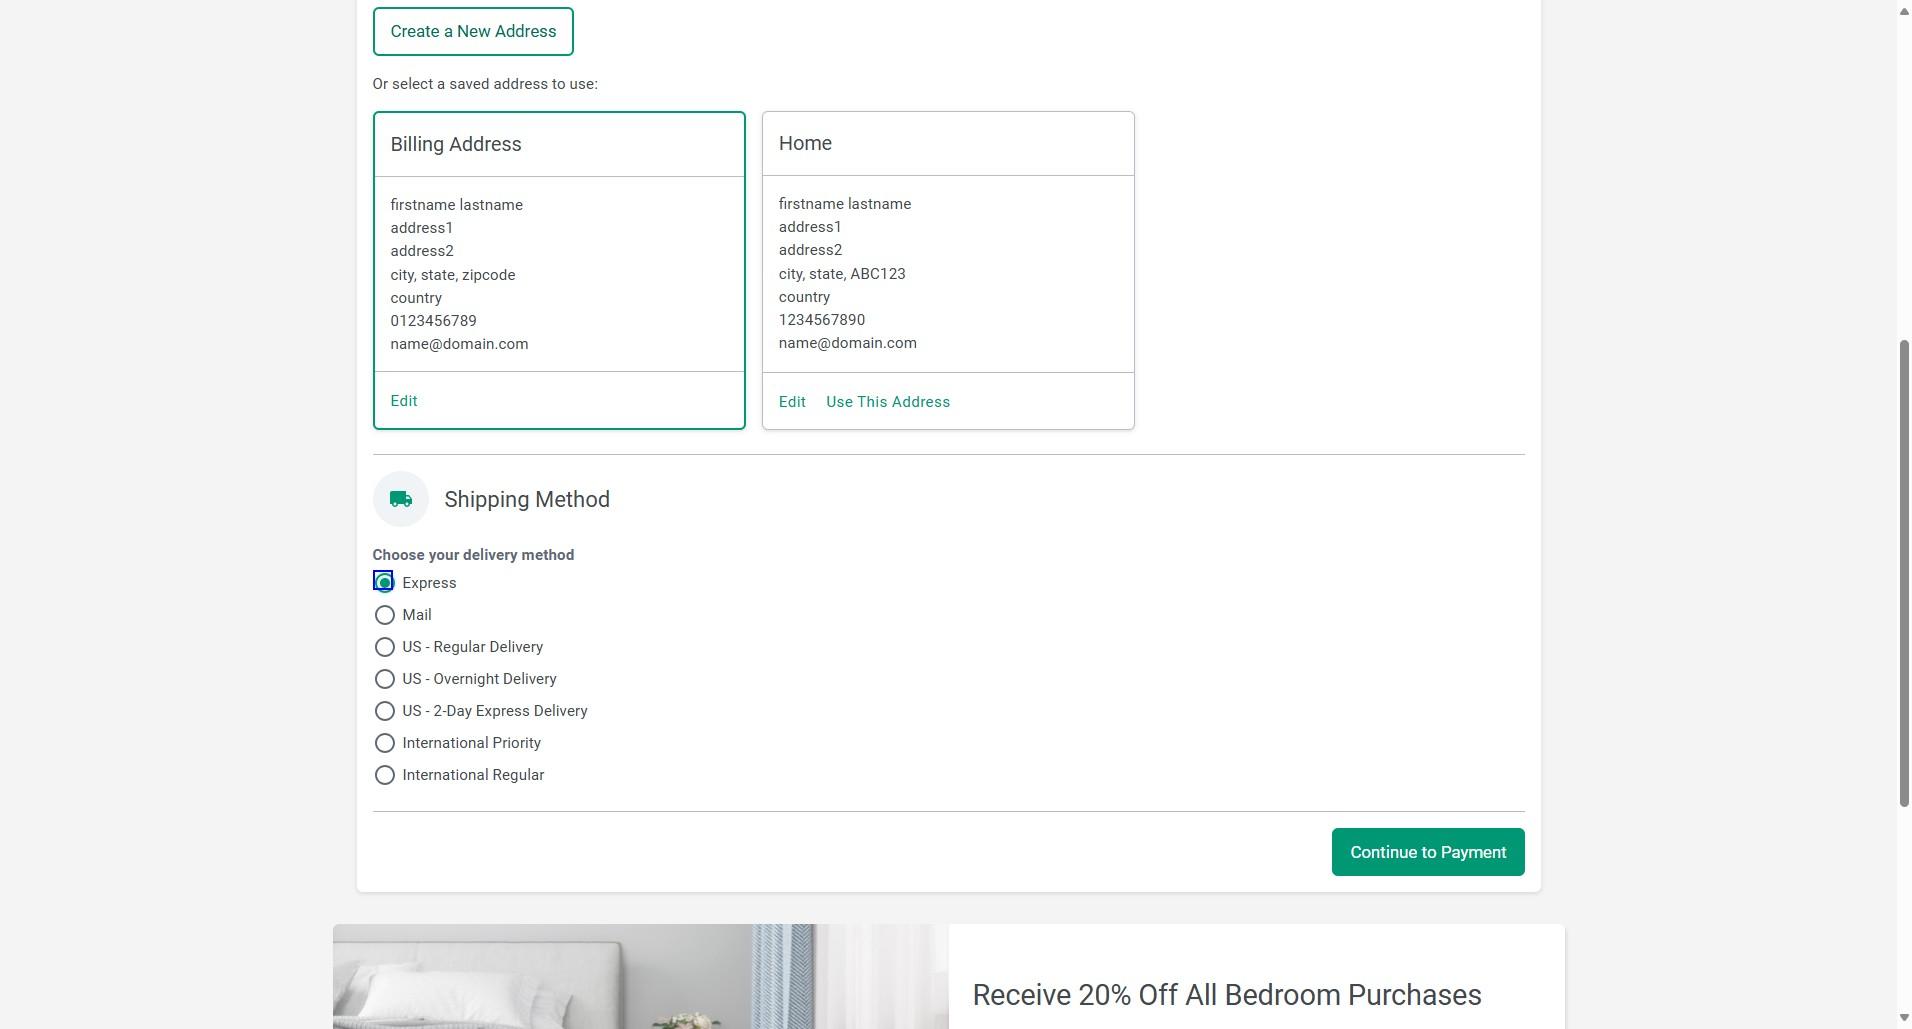 Create a New Address
Or select a saved address to use:
Billing Address
firstname lastname
address1
address2
city, state, zipcode
country
0123456789
name@domain.com
Edit
Home
firstname lastname
address1
address2
city, state, ABC123
country
1234567890
name@domain.com
Edit Use This Address
Shipping Method
Choose your delivery method
Express
Mail
US - Regular Delivery
US - Overnight Delivery
US - 2-Day Express Delivery
International Priority
International Regular
Continue to Payment
Receive 20% Off All Bedroom Purchases